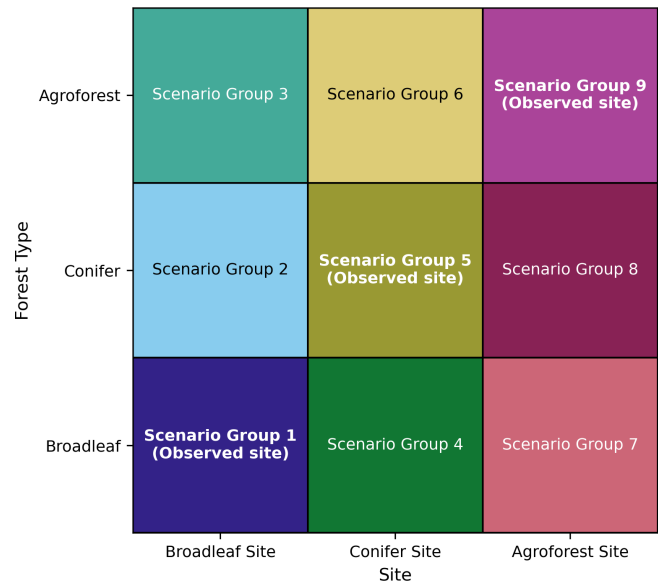 Forest Type
Agroforest
Scenario Group 3
Scenario Group 6
Scenario Group 9
(Observed site)
Conifer
Scenario Group 2
Scenario Group 5
(Observed site)
Scenario Group 8
Broadleaf
Scenario Group 1
(Observed site)
Scenario Group 4
Scenario Group 7
Broadleaf Site
Conifer Site
Agroforest Site
Site